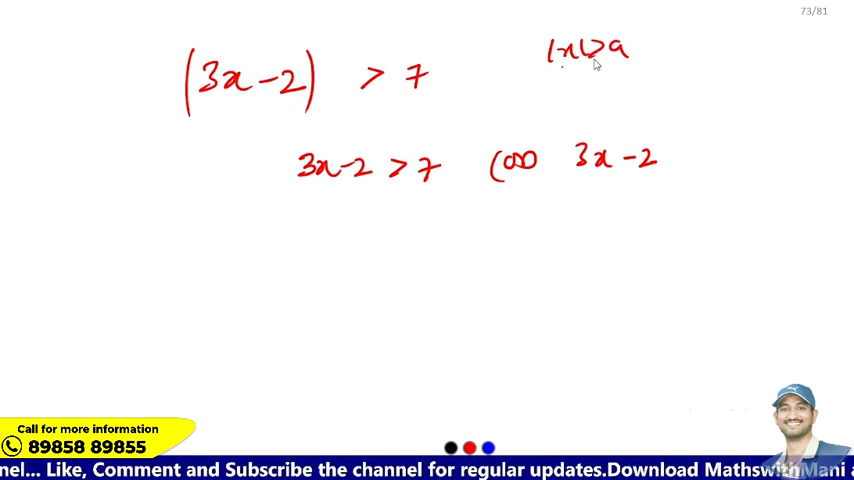 73/81
|x|>a
|3x-2| > 7
3x-2 > 7 (or) 3x-2
Call for more information
89858 89855
nel... Like, Comment and Subscribe the channel for regular updates.Download MathswithMani a